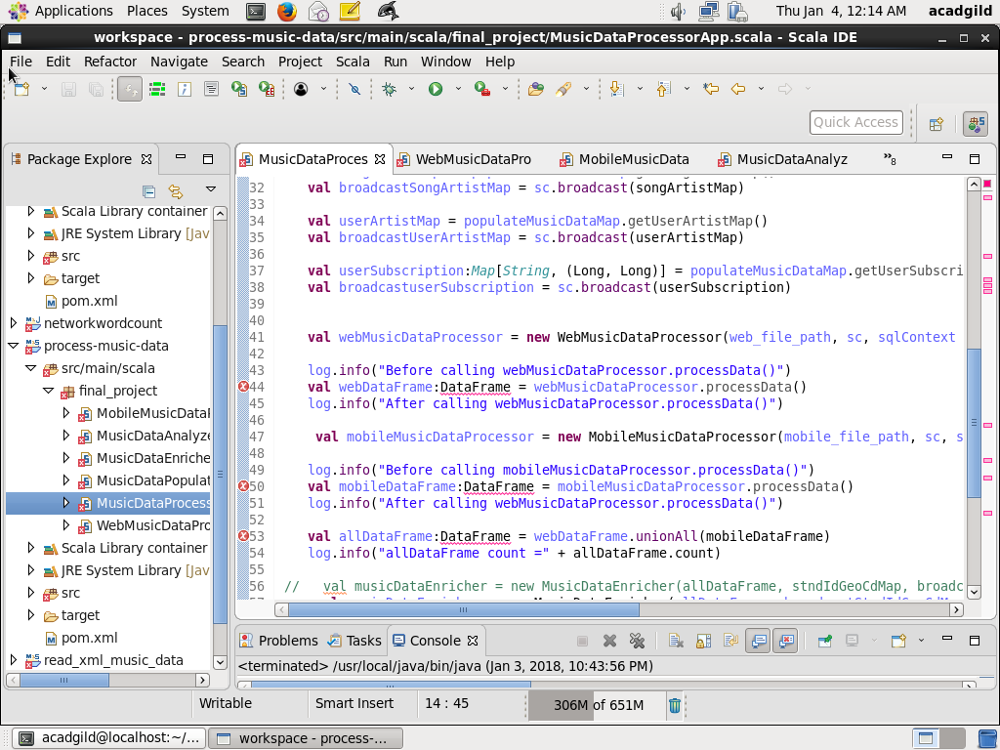 Applications Places System Thu Jan 4, 12:14 AM acadgild
workspace - process-music-data/src/main/scala/final_project/MusicDataProcessorApp.scala - Scala IDE
File Edit Refactor Navigate Search Project Scala Run Window Help
Quick Access
Package Explore
MusicDataProces WebMusicDataPro MobileMusicData MusicDataAnalyz »8
Scala Library container
JRE System Library [Jav
src
target
pom.xml
networkwordcount
process-music-data
src/main/scala
final_project
MobileMusicDataP
MusicDataAnalyze
MusicDataEnriche
MusicDataPopulat
MusicDataProcess
WebMusicDataPro
Scala Library container
JRE System Library [Jav
src
target
pom.xml
read_xml_music_data
32 val broadcastSongArtistMap = sc.broadcast(songArtistMap)
33
34 val userArtistMap = populateMusicDataMap.getUserArtistMap()
35 val broadcastUserArtistMap = sc.broadcast(userArtistMap)
36
37 val userSubscription:Map[String, (Long, Long)] = populateMusicDataMap.getUserSubscri
38 val broadcastuserSubscription = sc.broadcast(userSubscription)
39
40
41 val webMusicDataProcessor = new WebMusicDataProcessor(web_file_path, sc, sqlContext
42
43 log.info("Before calling webMusicDataProcessor.processData()")
44 val webDataFrame:DataFrame = webMusicDataProcessor.processData()
45 log.info("After calling webMusicDataProcessor.processData()")
46
47 val mobileMusicDataProcessor = new MobileMusicDataProcessor(mobile_file_path, sc, s
48
49 log.info("Before calling mobileMusicDataProcessor.processData()")
50 val mobileDataFrame:DataFrame = mobileMusicDataProcessor.processData()
51 log.info("After calling webMusicDataProcessor.processData()")
52
53 val allDataFrame:DataFrame = webDataFrame.unionAll(mobileDataFrame)
54 log.info("allDataFrame count =" + allDataFrame.count)
55
56 // val musicDataEnricher = new MusicDataEnricher(allDataFrame, stndIdGeoCdMap, broadc
Problems Tasks Console
<terminated> /usr/local/java/bin/java (Jan 3, 2018, 10:43:56 PM)
Writable Smart Insert 14 : 45 306M of 651M
acadgild@localhost:~/... workspace - process-...